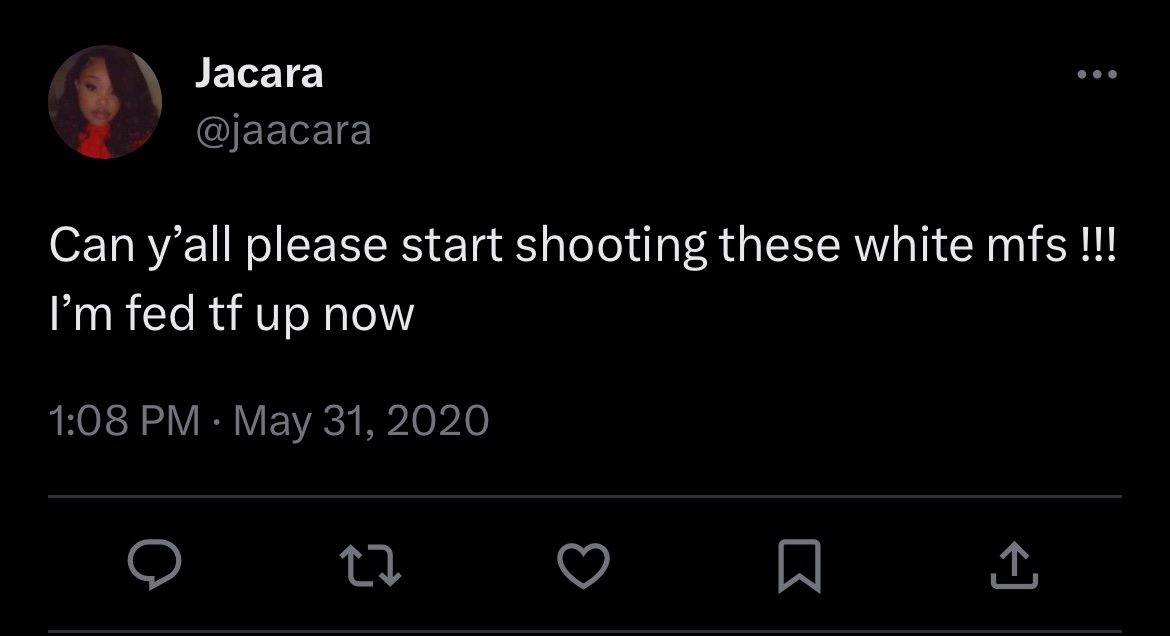 Jacara
@jaacara
Can y’all please start shooting these white mfs !!!
I’m fed tf up now
1:08 PM · May 31, 2020